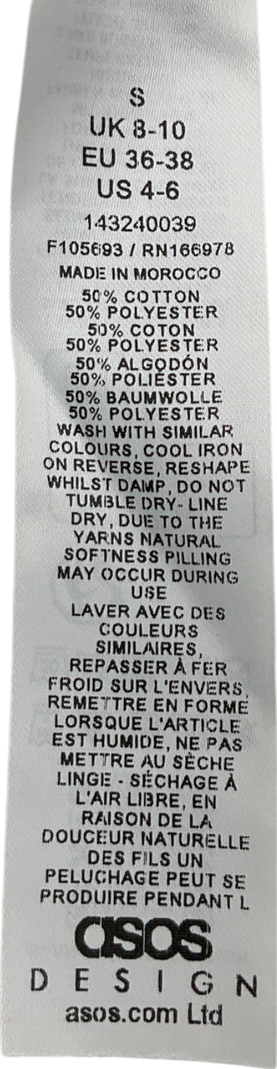 S
UK 8-10
EU 36-38
US 4-6
143240039
F105693 / RN166978
MADE IN MOROCCO
50% COTTON
50% POLYESTER
50% COTON
50% POLYESTER
50% ALGODÓN
50% POLIÉSTER
50% BAUMWOLLE
50% POLYESTER
WASH WITH SIMILAR
COLOURS, COOL IRON
ON REVERSE, RESHAPE
WHILST DAMP, DO NOT
TUMBLE DRY- LINE
DRY, DUE TO THE
YARNS NATURAL
SOFTNESS PILLING
MAY OCCUR DURING
USE
LAVER AVEC DES
COULEURS
SIMILAIRES,
REPASSER À FER
FROID SUR L'ENVERS,
REMETTRE EN FORME
LORSQUE L'ARTICLE
EST HUMIDE, NE PAS
METTRE AU SÈCHE
LINGE - SÉCHAGE À
L'AIR LIBRE, EN
RAISON DE LA
DOUCEUR NATURELLE
DES FILS UN
PELUCHAGE PEUT SE
PRODUIRE PENDANT L
asos
DESIGN
asos.com Ltd